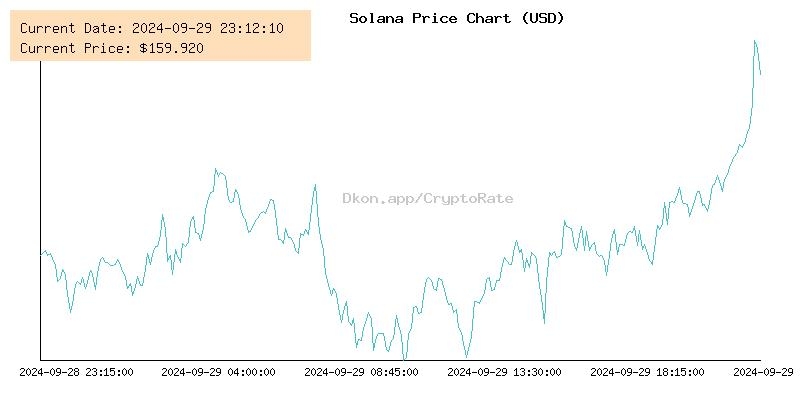 Solana Price Chart (USD)
Current Date: 2024-09-29 23:12:10
Current Price: $159.920
Dkon.app/CryptoRate
2024-09-28 23:15:00
2024-09-29 04:00:00
2024-09-29 08:45:00
2024-09-29 13:30:00
2024-09-29 18:15:00
2024-09-29